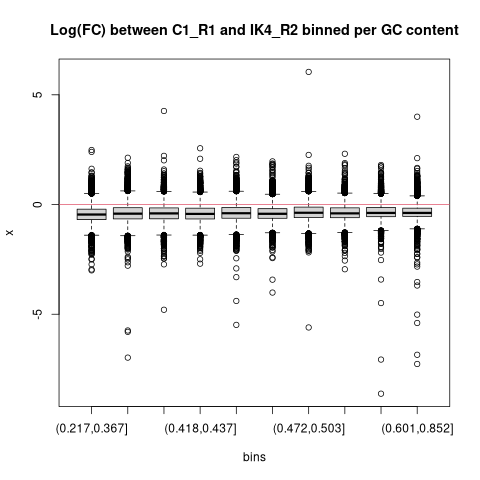 Log(FC) between C1_R1 and IK4_R2 binned per GC content
5
0
-5
x
(0.217,0.367]
(0.418,0.437]
(0.472,0.503]
(0.601,0.852]
bins